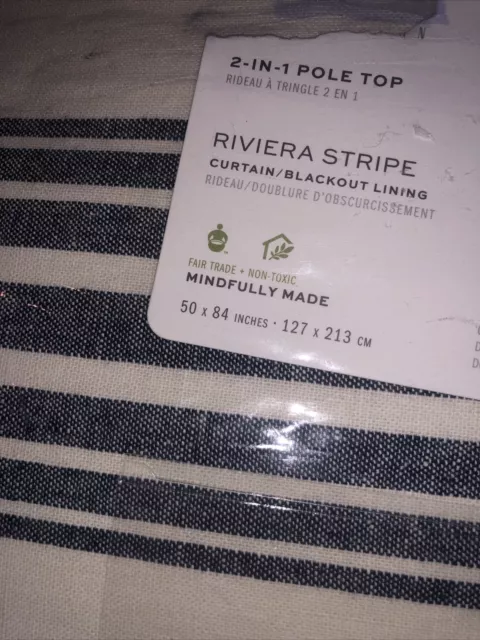 2-IN-1 POLE TOP
RIDEAU À TRINGLE 2 EN 1
RIVIERA STRIPE
CURTAIN/BLACKOUT LINING
RIDEAU/DOUBLURE D'OBSCURCISSEMENT
FAIR TRADE + NON-TOXIC
MINDFULLY MADE
50 x 84 INCHES · 127 x 213 CM